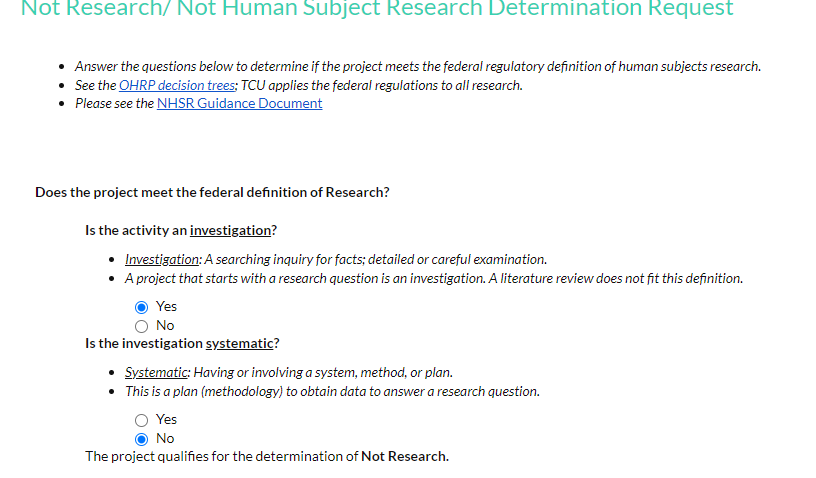 Not Research/ Not Human Subject Research Determination Request
Answer the questions below to determine if the project meets the federal regulatory definition of human subjects research.
See the OHRP decision trees; TCU applies the federal regulations to all research.
Please see the NHSR Guidance Document
Does the project meet the federal definition of Research?
Is the activity an investigation?
Investigation: A searching inquiry for facts; detailed or careful examination.
A project that starts with a research question is an investigation. A literature review does not fit this definition.
Yes
No
Is the investigation systematic?
Systematic: Having or involving a system, method, or plan.
This is a plan (methodology) to obtain data to answer a research question.
Yes
No
The project qualifies for the determination of Not Research.